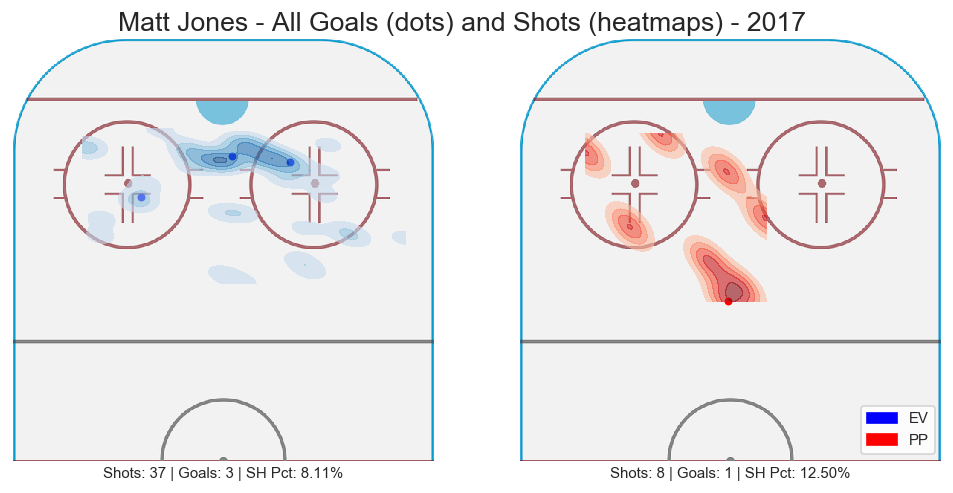 Matt Jones - All Goals (dots) and Shots (heatmaps) - 2017
EV
PP
Shots: 37 | Goals: 3 | SH Pct: 8.11%
Shots: 8 | Goals: 1 | SH Pct: 12.50%